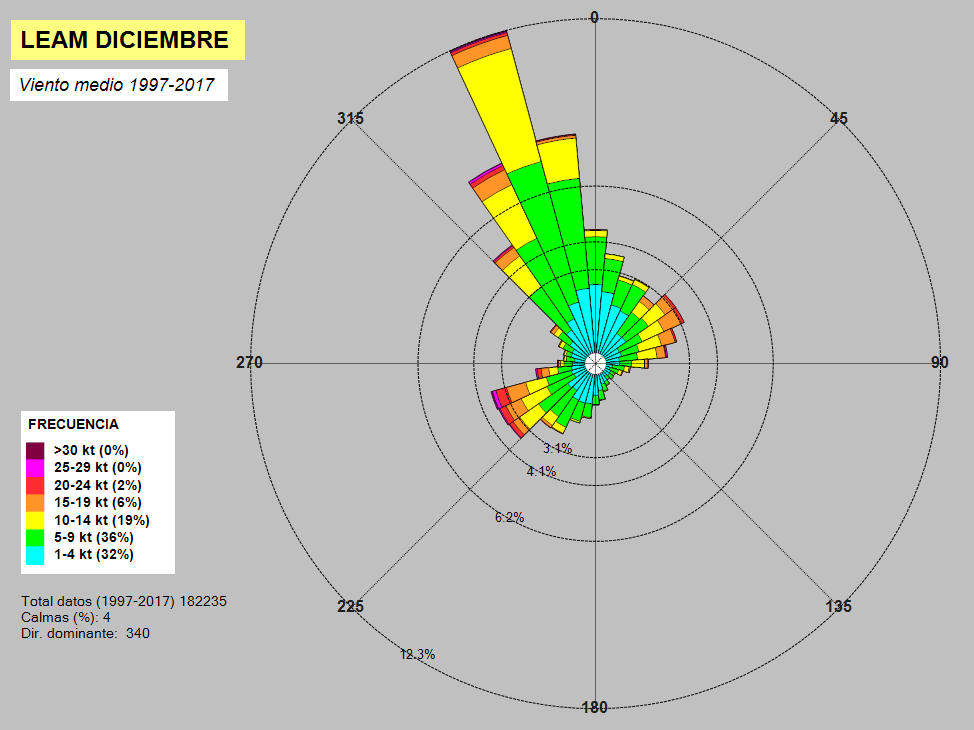 LEAM DICIEMBRE
Viento medio 1997-2017
0
45
90
135
180
225
270
315
3.1%
4.1%
6.2%
12.3%
FRECUENCIA
>30 kt (0%)
25-29 kt (0%)
20-24 kt (2%)
15-19 kt (6%)
10-14 kt (19%)
5-9 kt (36%)
1-4 kt (32%)
Total datos (1997-2017) 182235
Calmas (%): 4
Dir. dominante: 340